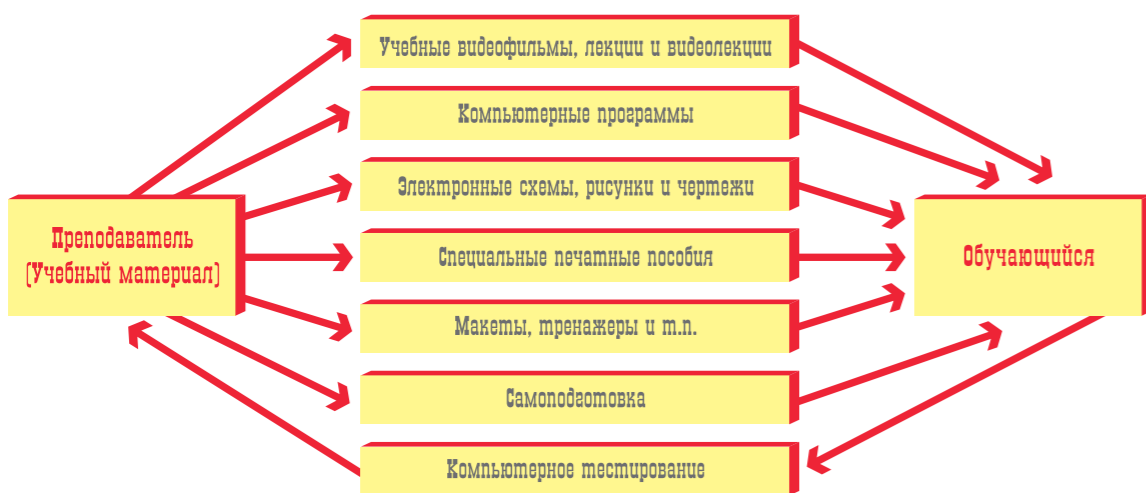 Учебные видеофильмы, лекции и видеолекции
Компьютерные программы
Электронные схемы, рисунки и чертежи
Преподаватель
(Учебный материал)
Специальные печатные пособия
Обучающийся
Макеты, тренажеры и т.п.
Самоподготовка
Компьютерное тестирование